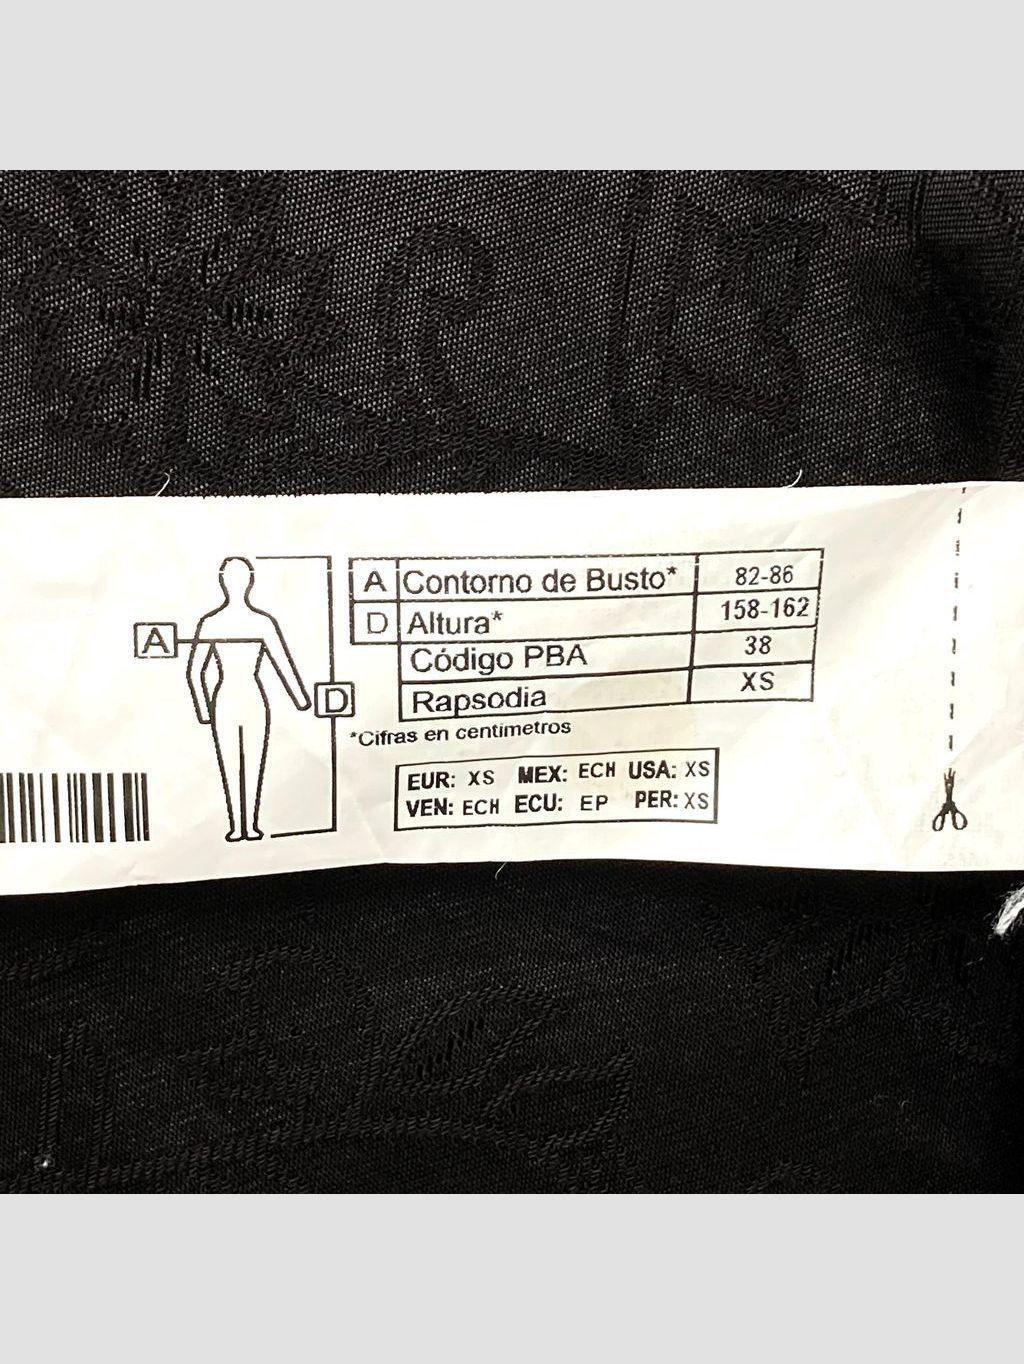 A Contorno de Busto* 82-86
D Altura* 158-162
Código PBA 38
Rapsodia XS
*Cifras en centímetros
A
D
EUR: XS MEX: ECH USA: XS
VEN: ECH ECU: EP PER: XS